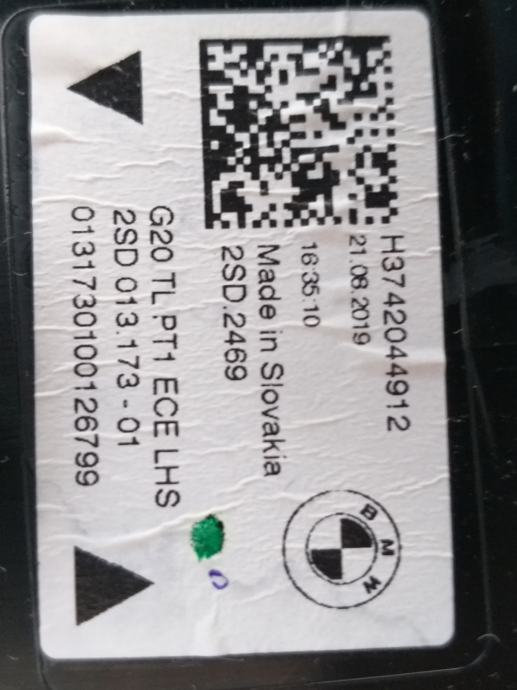 H3742044912
21.08.2019
16:35:10
Made in Slovakia
2SD.2469
G20 TL PT1 ECE LHS
2SD 013.173 - 01
0131730100126799
BMW